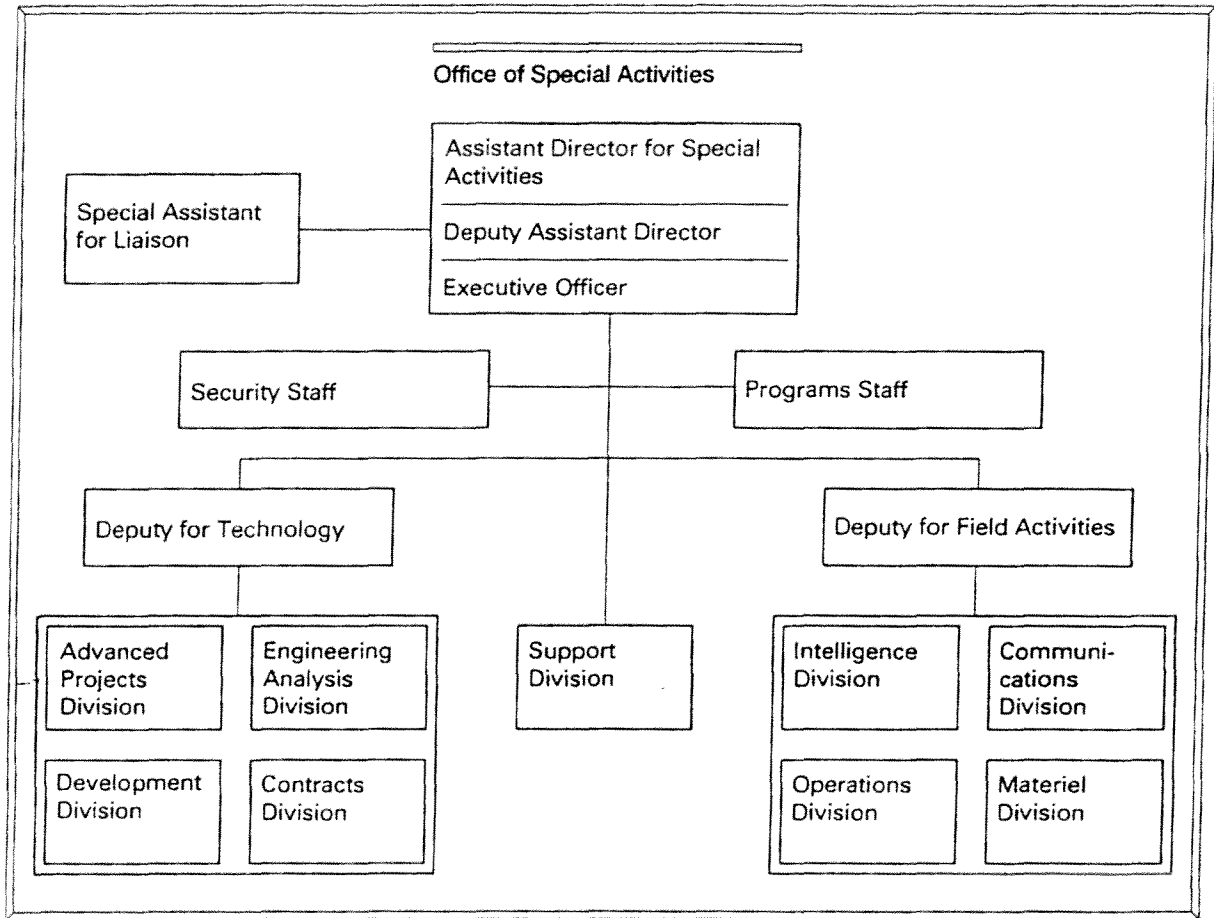 Office of Special Activities
Assistant Director for Special
Activities
Deputy Assistant Director
Executive Officer
Special Assistant
for Liaison
Security Staff
Programs Staff
Deputy for Technology
Deputy for Field Activities
Advanced
Projects
Division
Engineering
Analysis
Division
Support
Division
Intelligence
Division
Communi-
cations
Division
Development
Division
Contracts
Division
Operations
Division
Materiel
Division